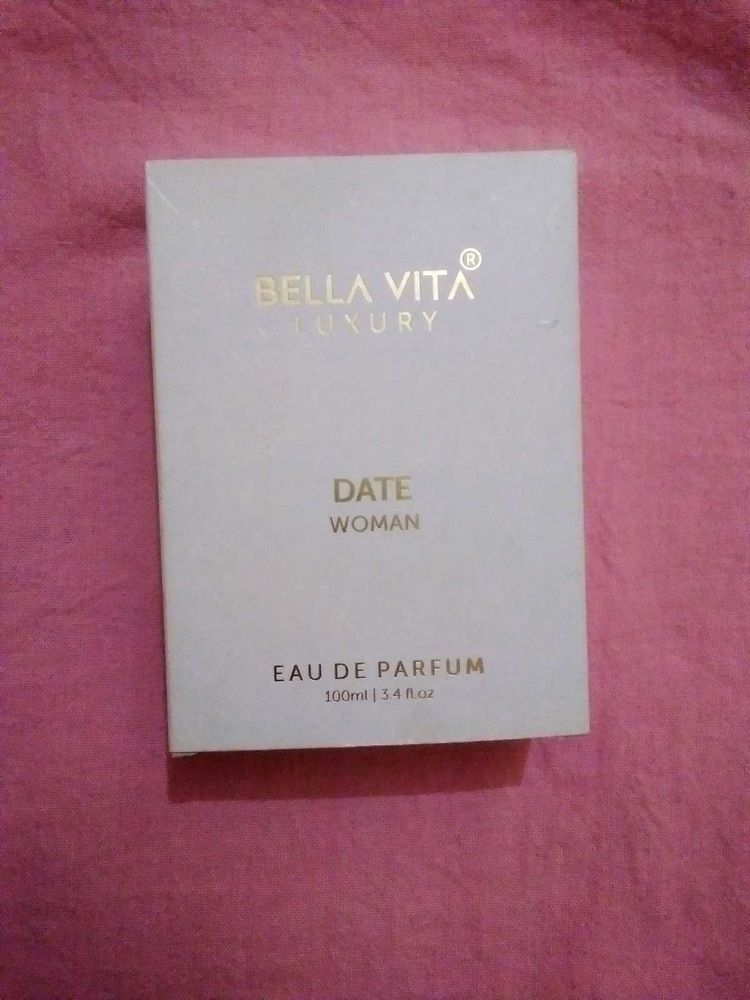 BELLA VITA®
LUXURY
DATE
WOMAN
EAU DE PARFUM
100ml | 3.4 fl.oz